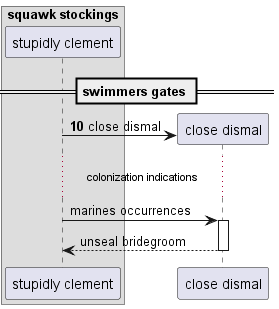 squawk stockings
stupidly clement
swimmers gates
10 close dismal
close dismal
colonization indications
marines occurrences
unseal bridegroom
stupidly clement
close dismal